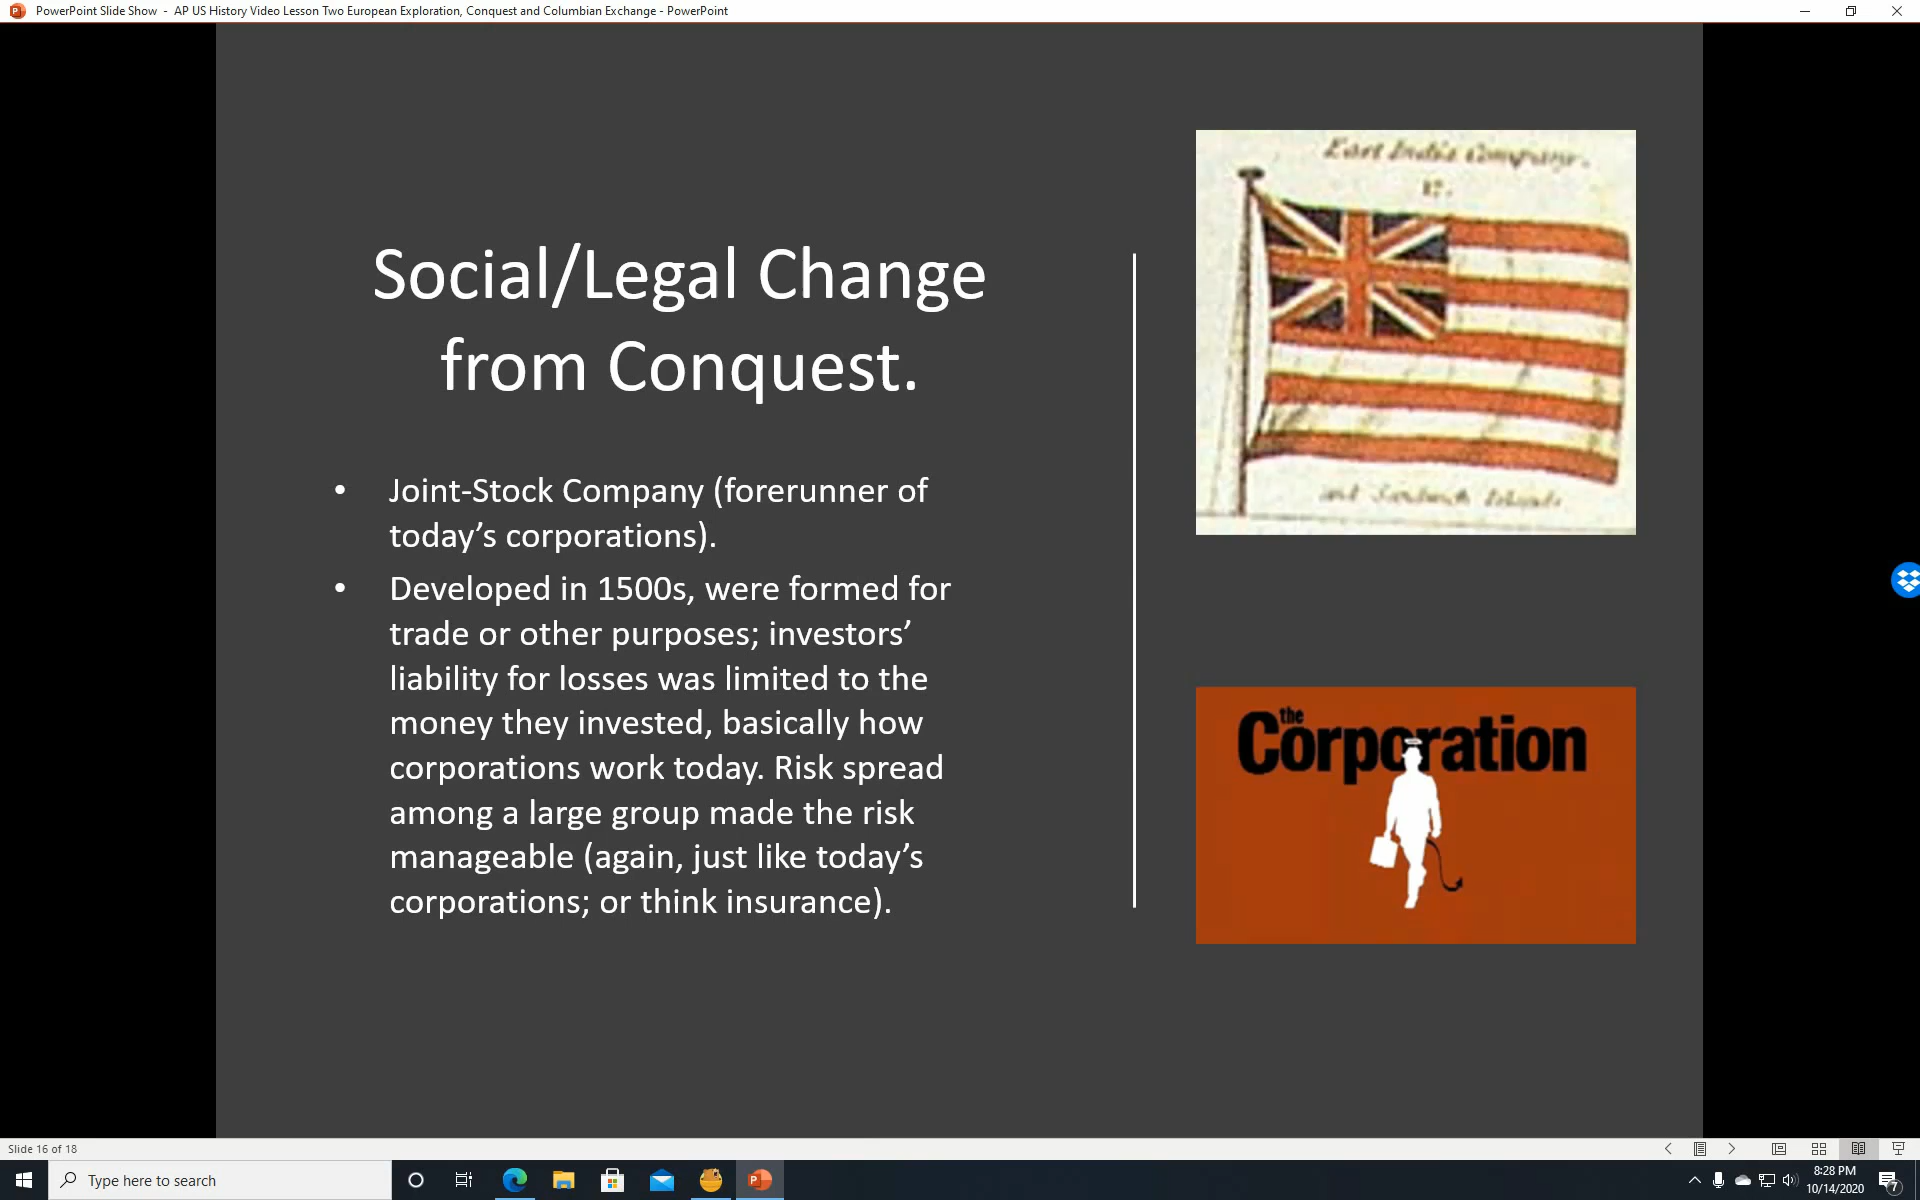 PowerPoint Slide Show - AP US History Video Lesson Two European Exploration, Conquest and Columbian Exchange - PowerPoint
Social/Legal Change
from Conquest.
• Joint-Stock Company (forerunner of
today’s corporations).
• Developed in 1500s, were formed for
trade or other purposes; investors’
liability for losses was limited to the
money they invested, basically how
corporations work today. Risk spread
among a large group made the risk
manageable (again, just like today’s
corporations; or think insurance).
East India Company.
and Sandwich Islands
the
Corporation
Slide 16 of 18
Type here to search
8:28 PM
10/14/2020
7